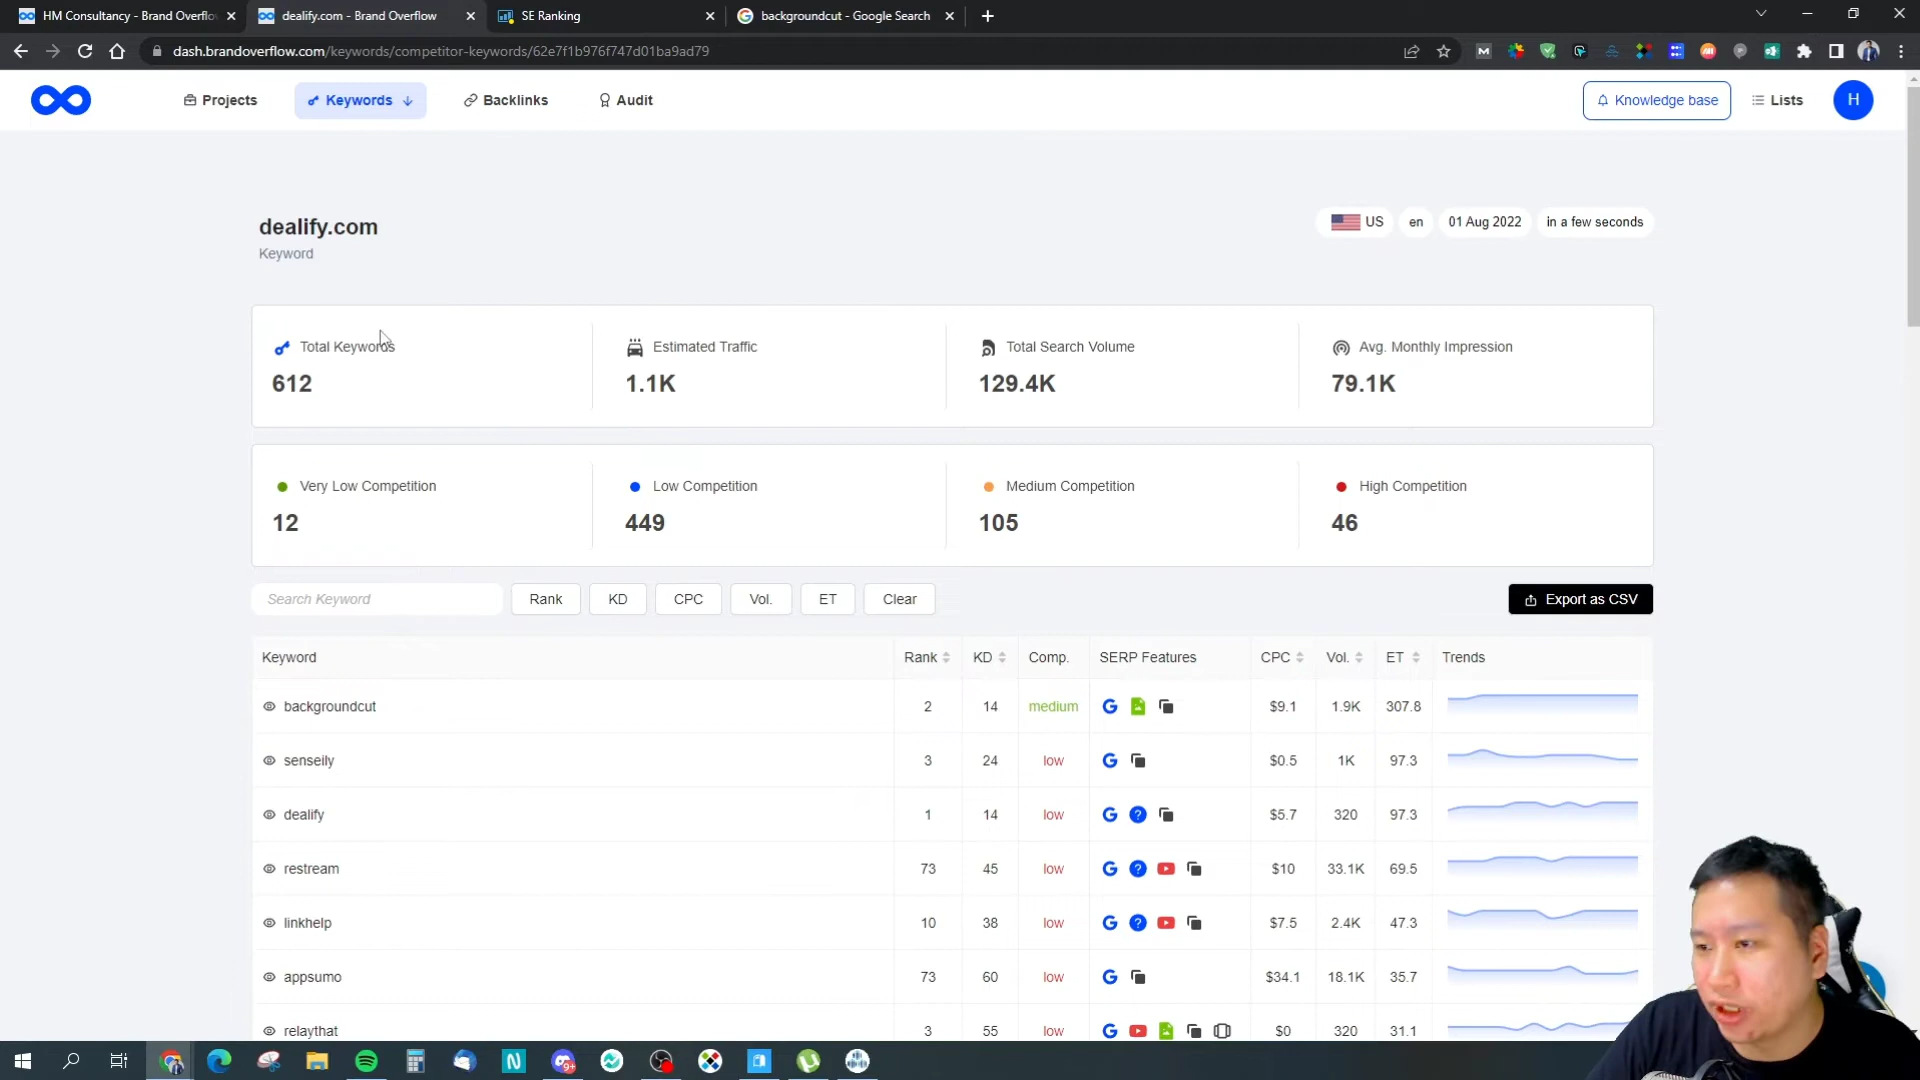 HM Consultancy - Brand Overflo
dealify.com - Brand Overflow
SE Ranking
backgroundcut - Google Search
dash.brandoverflow.com/keywords/competitor-keywords/62e7f1b976f747d01ba9ad79
Projects
Keywords
Backlinks
Audit
Knowledge base
Lists
H
dealify.com
Keyword
US
en
01 Aug 2022
in a few seconds
Total Keywords
Estimated Traffic
Total Search Volume
Avg. Monthly Impression
612
1.1K
129.4K
79.1K
Very Low Competition
Low Competition
Medium Competition
High Competition
12
449
105
46
Search Keyword
Rank
KD
CPC
Vol.
ET
Clear
Export as CSV
Keyword Rank KD Comp. SERP Features CPC Vol. ET Trends
backgroundcut 2 14 medium $9.1 1.9K 307.8
senseily 3 24 low $0.5 1K 97.3
dealify 1 14 low $5.7 320 97.3
restream 73 45 low $10 33.1K 69.5
linkhelp 10 38 low $7.5 2.4K 47.3
appsumo 73 60 low $34.1 18.1K 35.7
relaythat 3 55 low $0 320 31.1